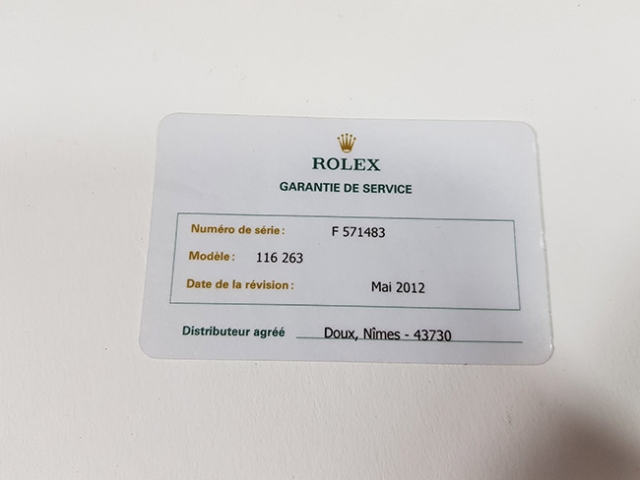 ROLEX
GARANTIE DE SERVICE
Numéro de série: F 571483
Modèle: 116 263
Date de la révision: Mai 2012
Distributeur agréé Doux, Nîmes - 43730